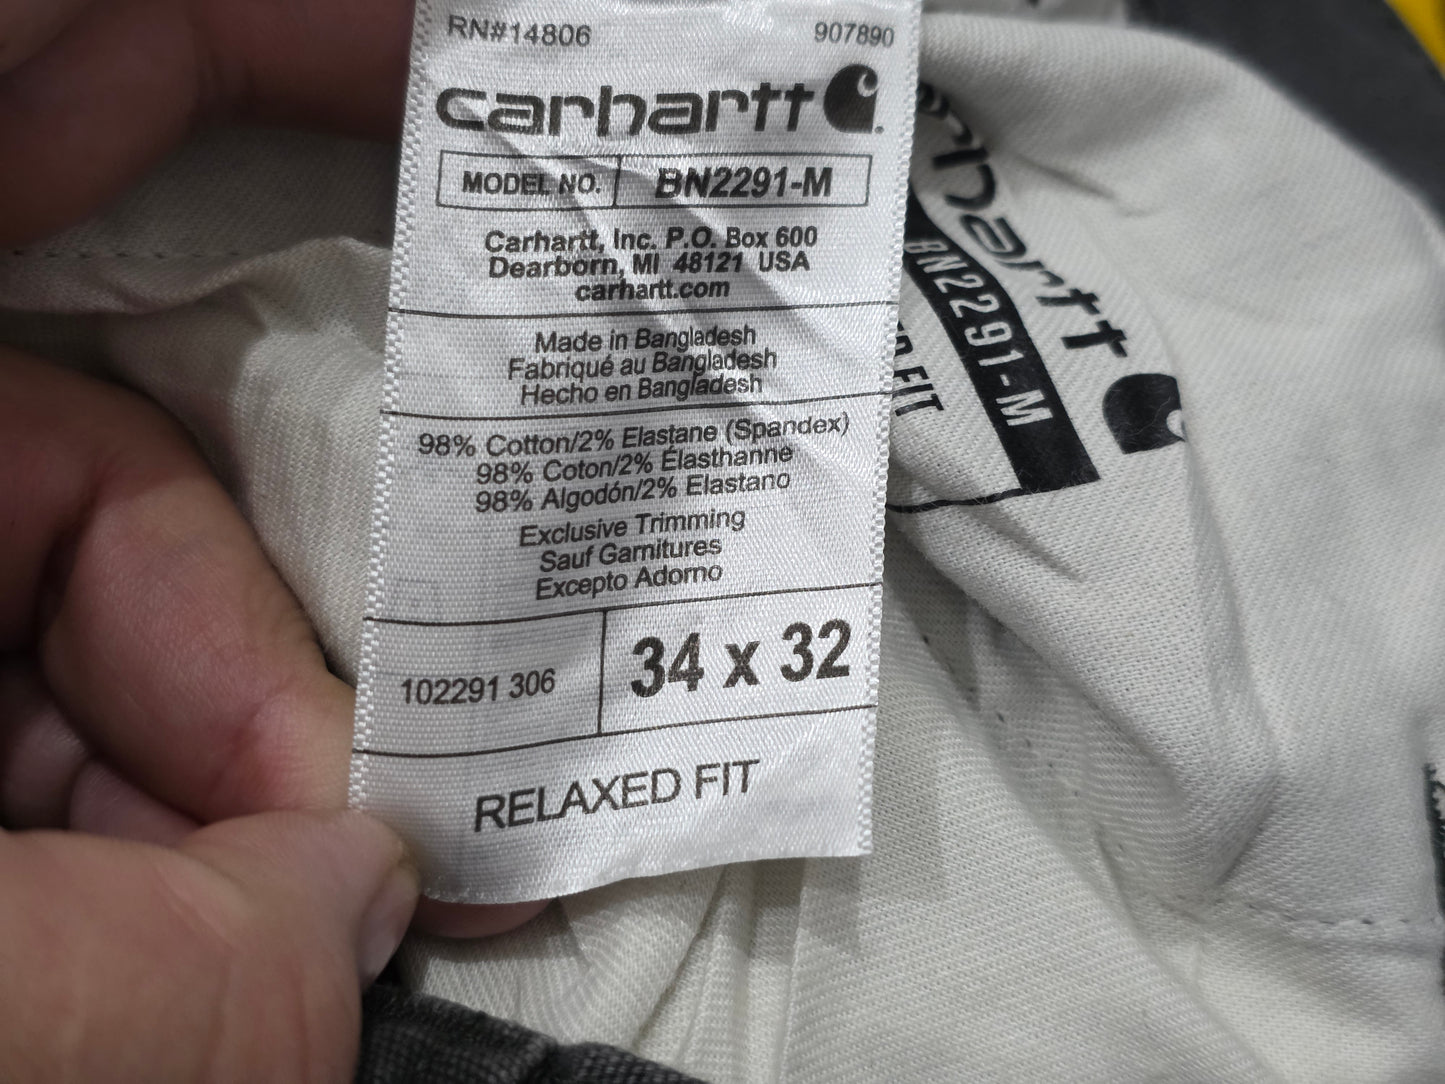 RN#14806 907890
carhartt
MODEL NO. BN2291-M
Carhartt, Inc. P.O. Box 600
Dearborn, MI 48121 USA
carhartt.com
Made in Bangladesh
Fabriqué au Bangladesh
Hecho en Bangladesh
98% Cotton/2% Elastane (Spandex)
98% Coton/2% Élasthanne
98% Algodón/2% Elastano
Exclusive Trimming
Sauf Garnitures
Excepto Adorno
102291 306 34 x 32
RELAXED FIT
arhartt
BN2291-M
FIT